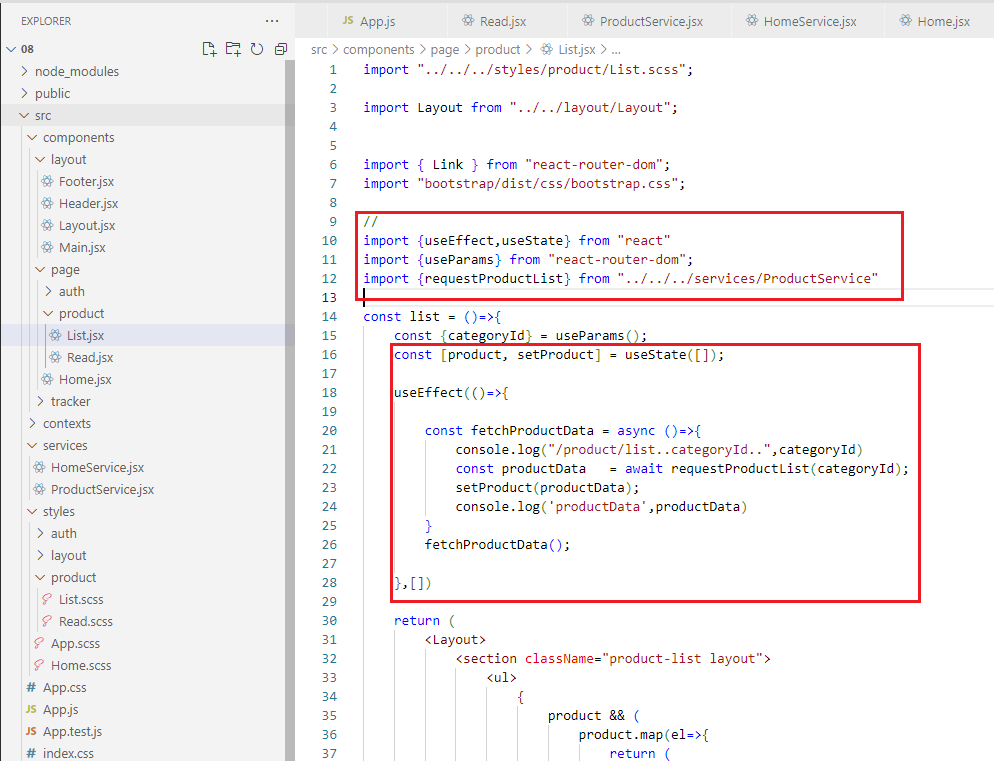 EXPLORER
···
08
node_modules
public
src
components
layout
Footer.jsx
Header.jsx
Layout.jsx
Main.jsx
page
auth
product
List.jsx
Read.jsx
Home.jsx
tracker
contexts
services
HomeService.jsx
ProductService.jsx
styles
auth
layout
product
List.scss
Read.scss
App.scss
Home.scss
# App.css
JS App.js
JS App.test.js
# index.css
JS App.js
Read.jsx
ProductService.jsx
HomeService.jsx
Home.jsx
src > components > page > product > List.jsx > ...
1 import "../../../styles/product/List.scss";
2
3 import Layout from "../../layout/Layout";
4
5
6 import { Link } from "react-router-dom";
7 import "bootstrap/dist/css/bootstrap.css";
8
9 //
10 import {useEffect,useState} from "react"
11 import {useParams} from "react-router-dom";
12 import {requestProductList} from "../../../services/ProductService"
13
14 const list = ()=>{
15 const {categoryId} = useParams();
16 const [product, setProduct] = useState([]);
17
18 useEffect(()=>{
19
20 const fetchProductData = async ()=>{
21 console.log("/product/list..categoryId..",categoryId)
22 const productData   = await requestProductList(categoryId);
23 setProduct(productData);
24 console.log('productData',productData)
25 }
26 fetchProductData();
27
28 },[])
29
30 return (
31 <Layout>
32 <section className="product-list layout">
33 <ul>
34 {
35 product && (
36 product.map(el=>{
37 return (